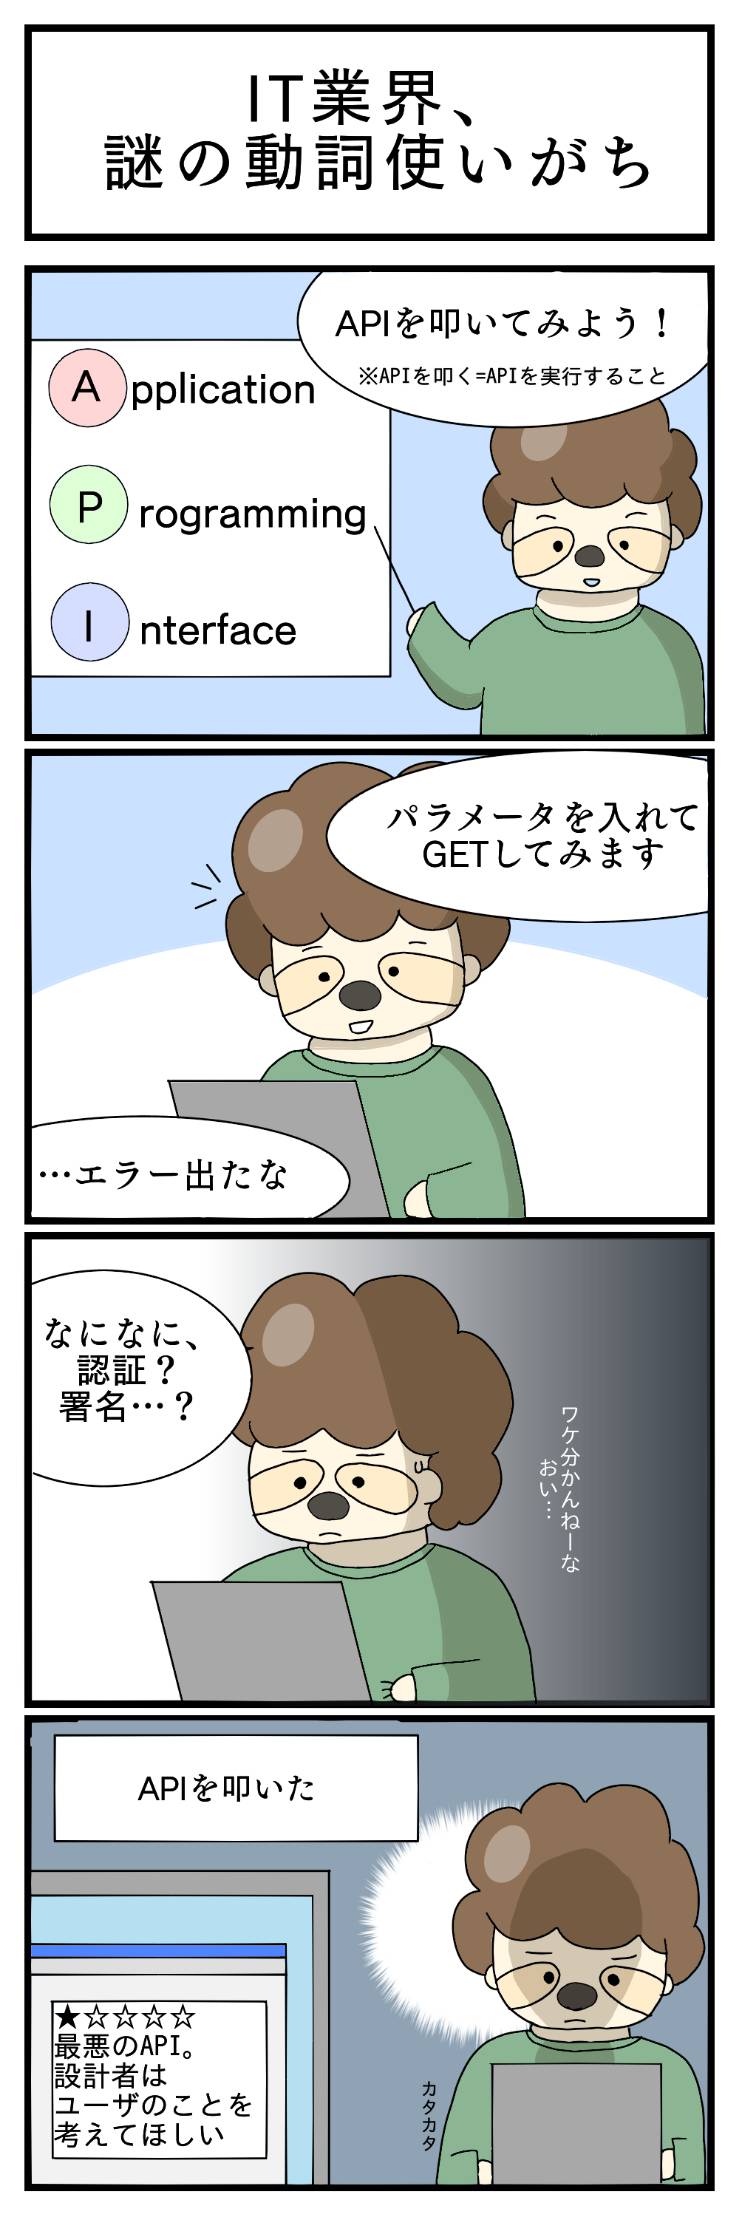 IT業界、
謎の動詞使いがち
APIを叩いてみよう！
※APIを叩く=APIを実行すること
Application
Programming
Interface
パラメータを入れて
GETしてみます
…エラー出たな
なになに、
認証？
署名…？
ワケ分かんねーな
おい…
APIを叩いた
★☆☆☆☆
最悪のAPI。
設計者は
ユーザのことを
考えてほしい
カタカタ